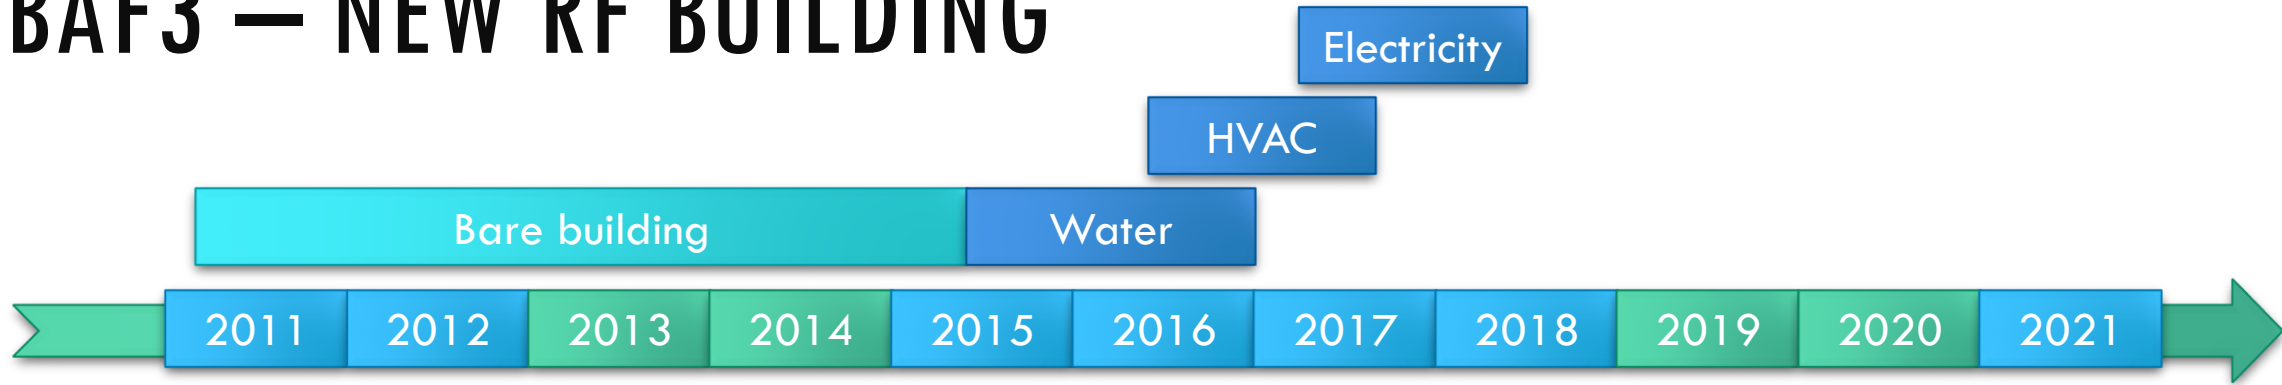 BAF3 — NEW RF BUILDING
Electricity
HVAC
Bare building Water
2011 2012 2013 2014 2015 2016 2017 2018 2019 2020 2021